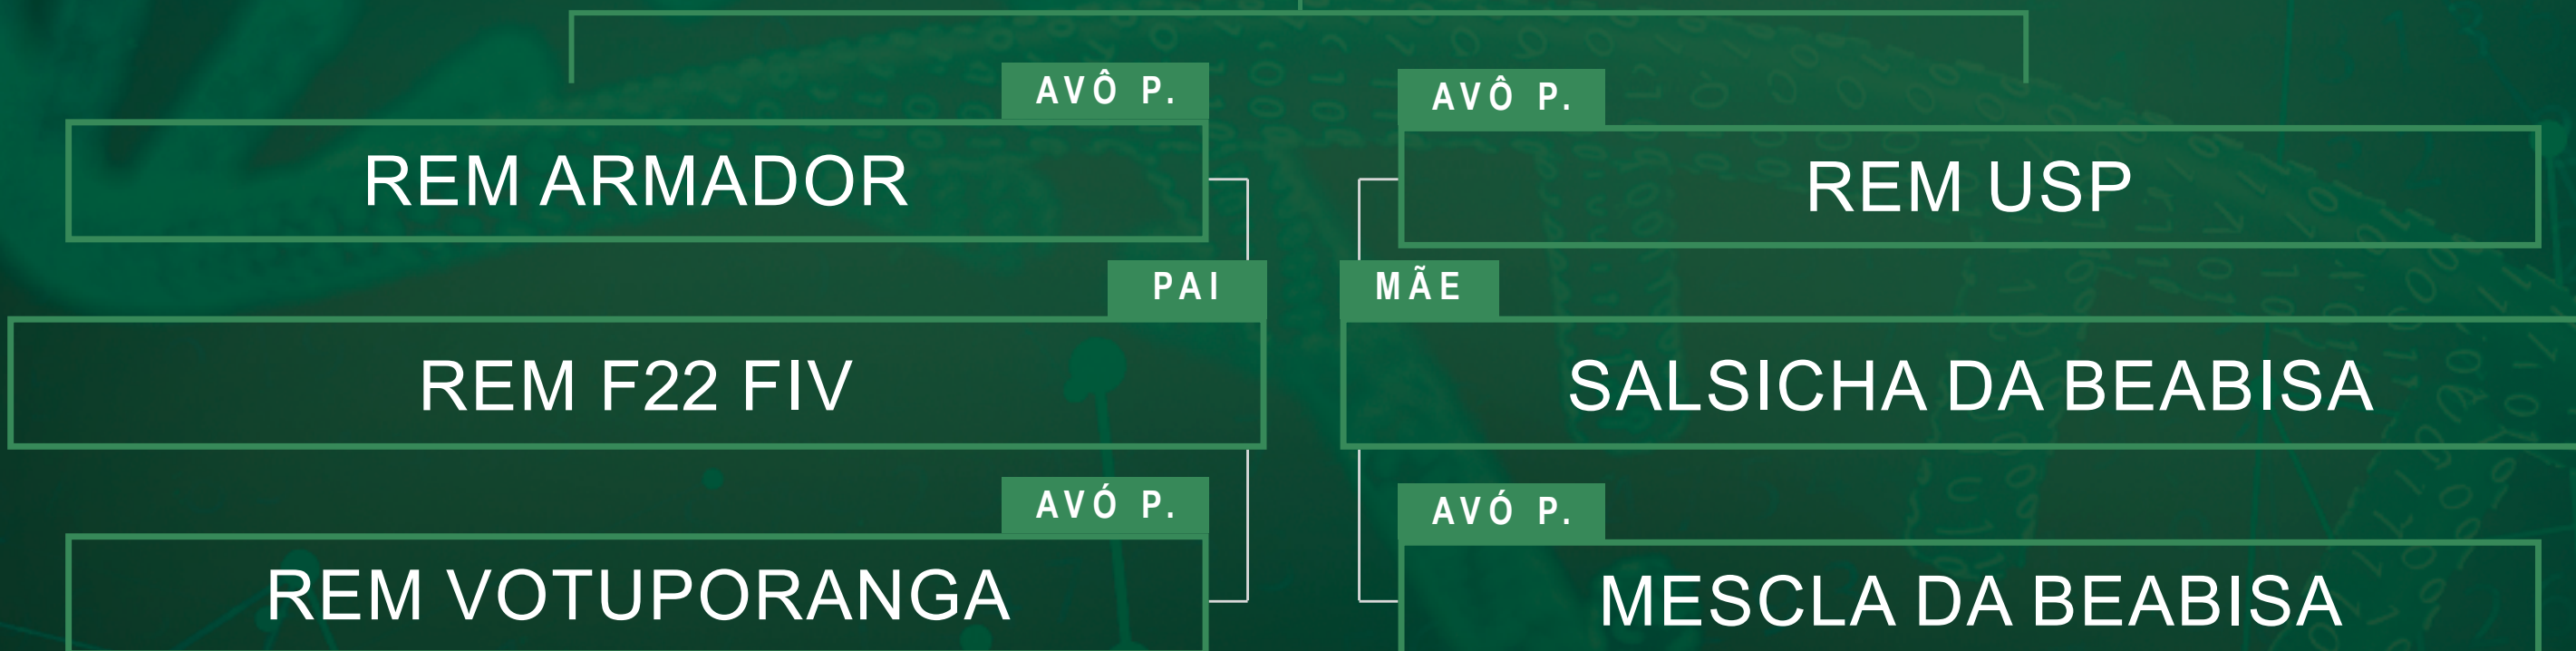 AVÔ P.
REM ARMADOR
PAI
REM F22 FIV
AVÓ P.
REM VOTUPORANGA
AVÔ P.
REM USP
MÃE
SALSICHA DA BEABISA
AVÓ P.
MESCLA DA BEABISA